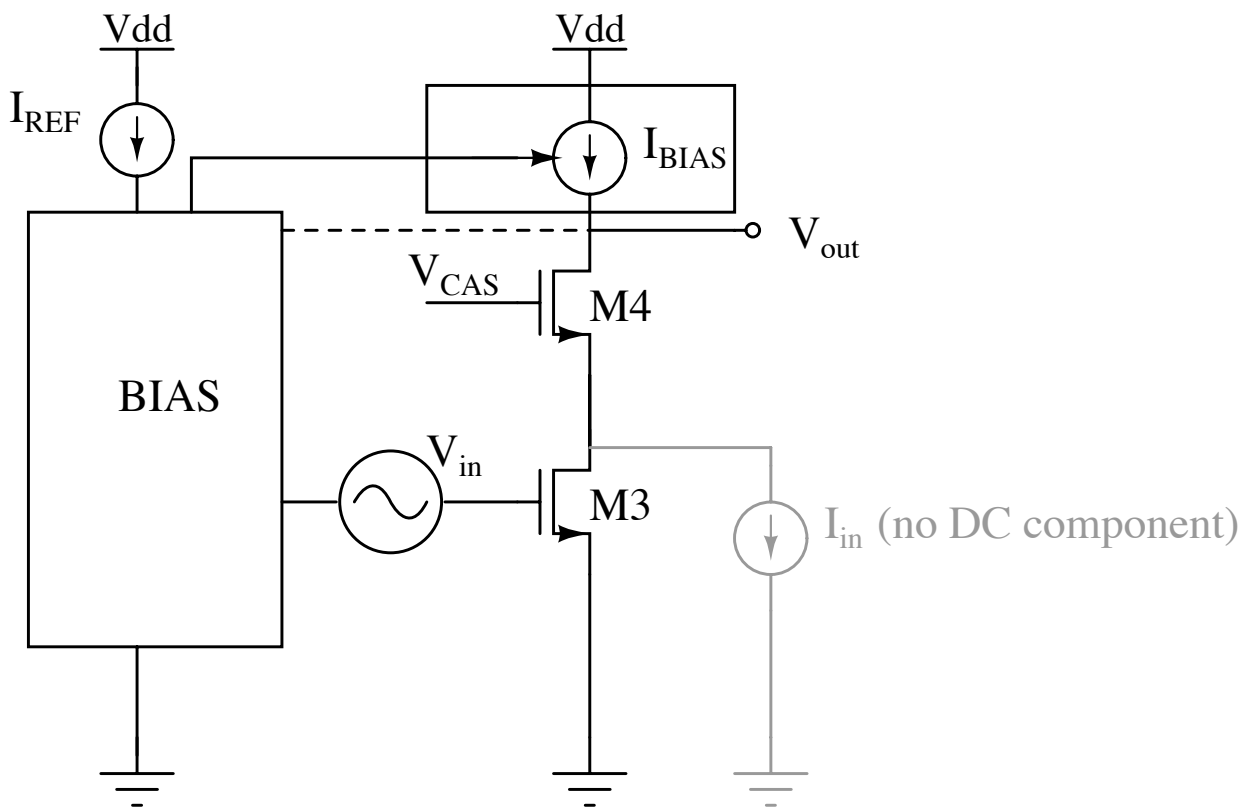 Vdd
Vdd
I_REF
I_BIAS
V_out
V_CAS
M4
BIAS
V_in
M3
I_in (no DC component)